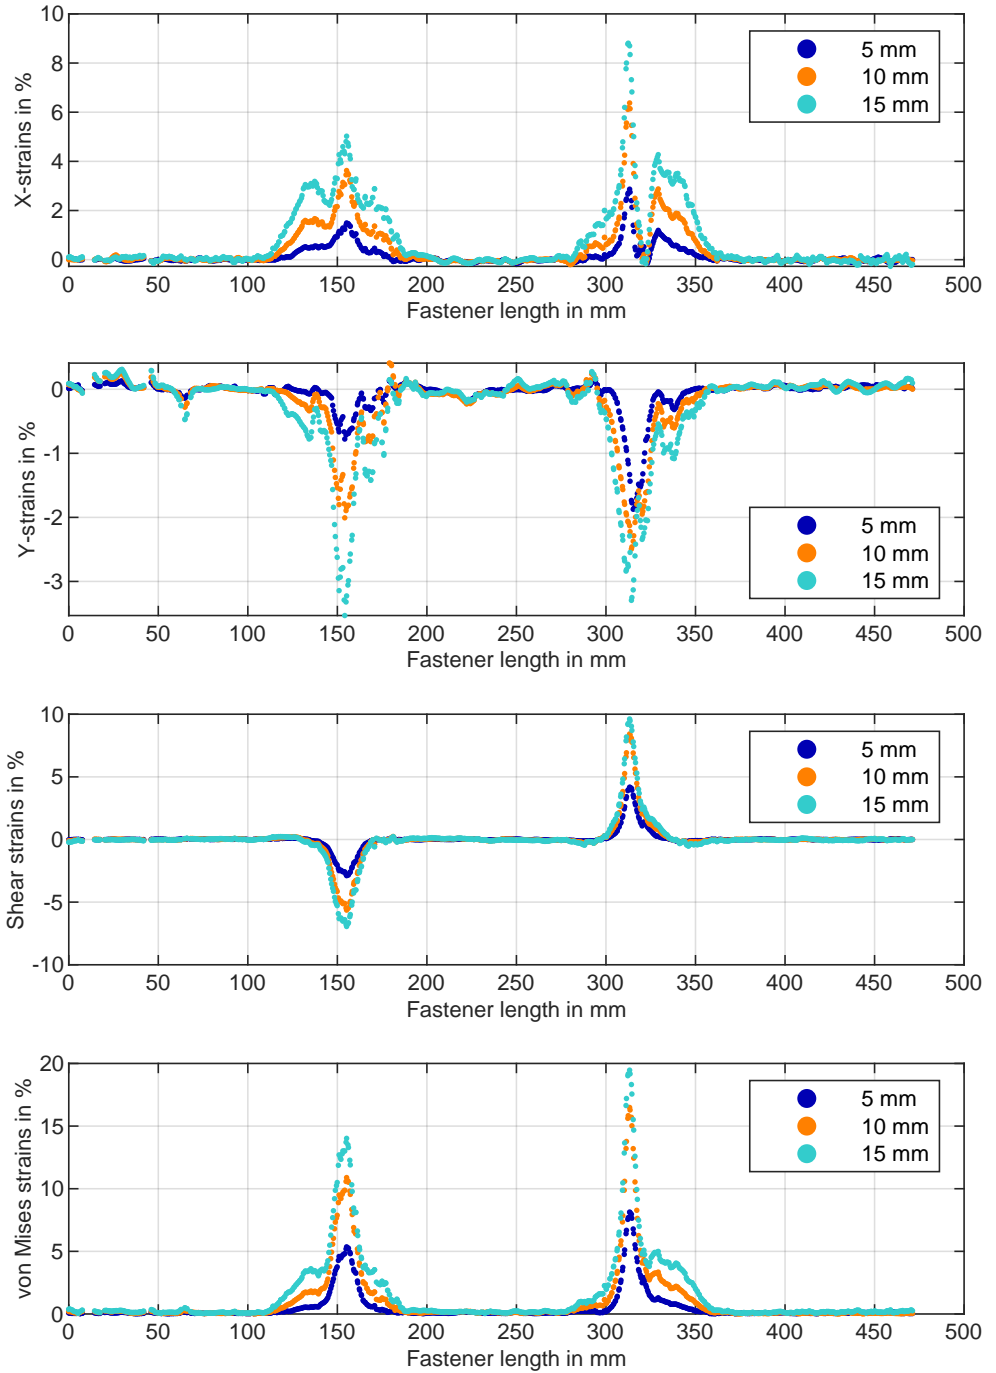 X-strains in %
10
8
6
4
2
0
0 50 100 150 200 250 300 350 400 450 500
Fastener length in mm
5 mm
10 mm
15 mm
Y-strains in %
0
-1
-2
-3
0 50 100 150 200 250 300 350 400 450 500
Fastener length in mm
5 mm
10 mm
15 mm
Shear strains in %
10
5
0
-5
-10
0 50 100 150 200 250 300 350 400 450 500
Fastener length in mm
5 mm
10 mm
15 mm
von Mises strains in %
20
15
10
5
0
0 50 100 150 200 250 300 350 400 450 500
Fastener length in mm
5 mm
10 mm
15 mm